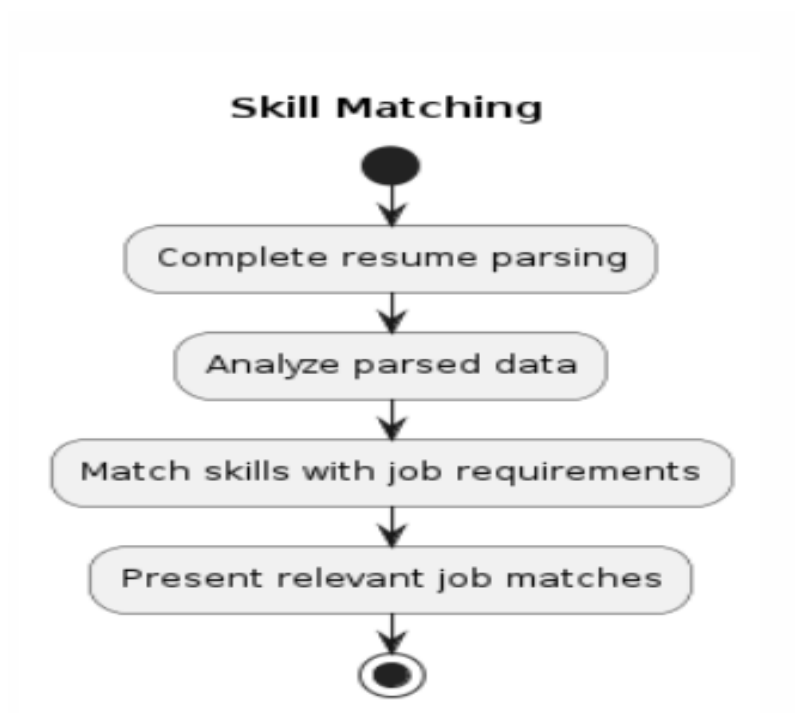 Skill Matching
Complete resume parsing
Analyze parsed data
Match skills with job requirements
Present relevant job matches